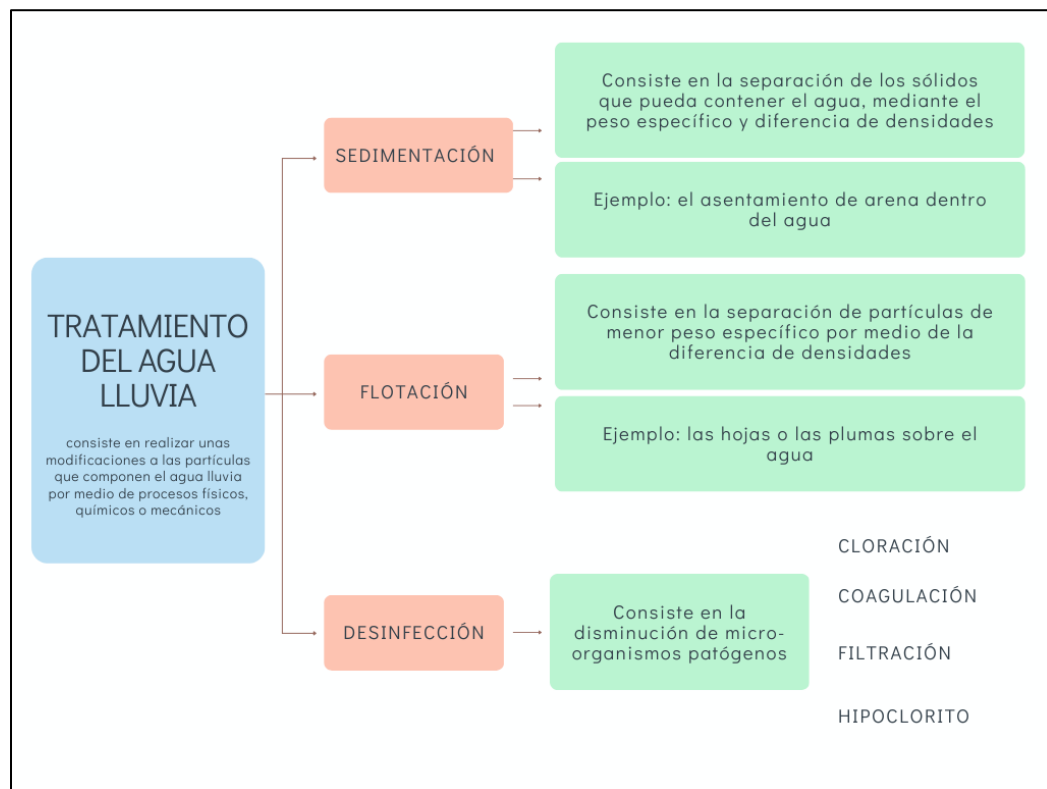 TRATAMIENTO
DEL AGUA
LLUVIA
consiste en realizar unas
modificaciones a las partículas
que componen el agua lluvia
por medio de procesos físicos,
químicos o mecánicos
SEDIMENTACIÓN
Consiste en la separación de los sólidos
que pueda contener el agua, mediante el
peso específico y diferencia de densidades
Ejemplo: el asentamiento de arena dentro
del agua
FLOTACIÓN
Consiste en la separación de partículas de
menor peso específico por medio de la
diferencia de densidades
Ejemplo: las hojas o las plumas sobre el
agua
DESINFECCIÓN
Consiste en la
disminución de micro-
organismos patógenos
CLORACIÓN
COAGULACIÓN
FILTRACIÓN
HIPOCLORITO